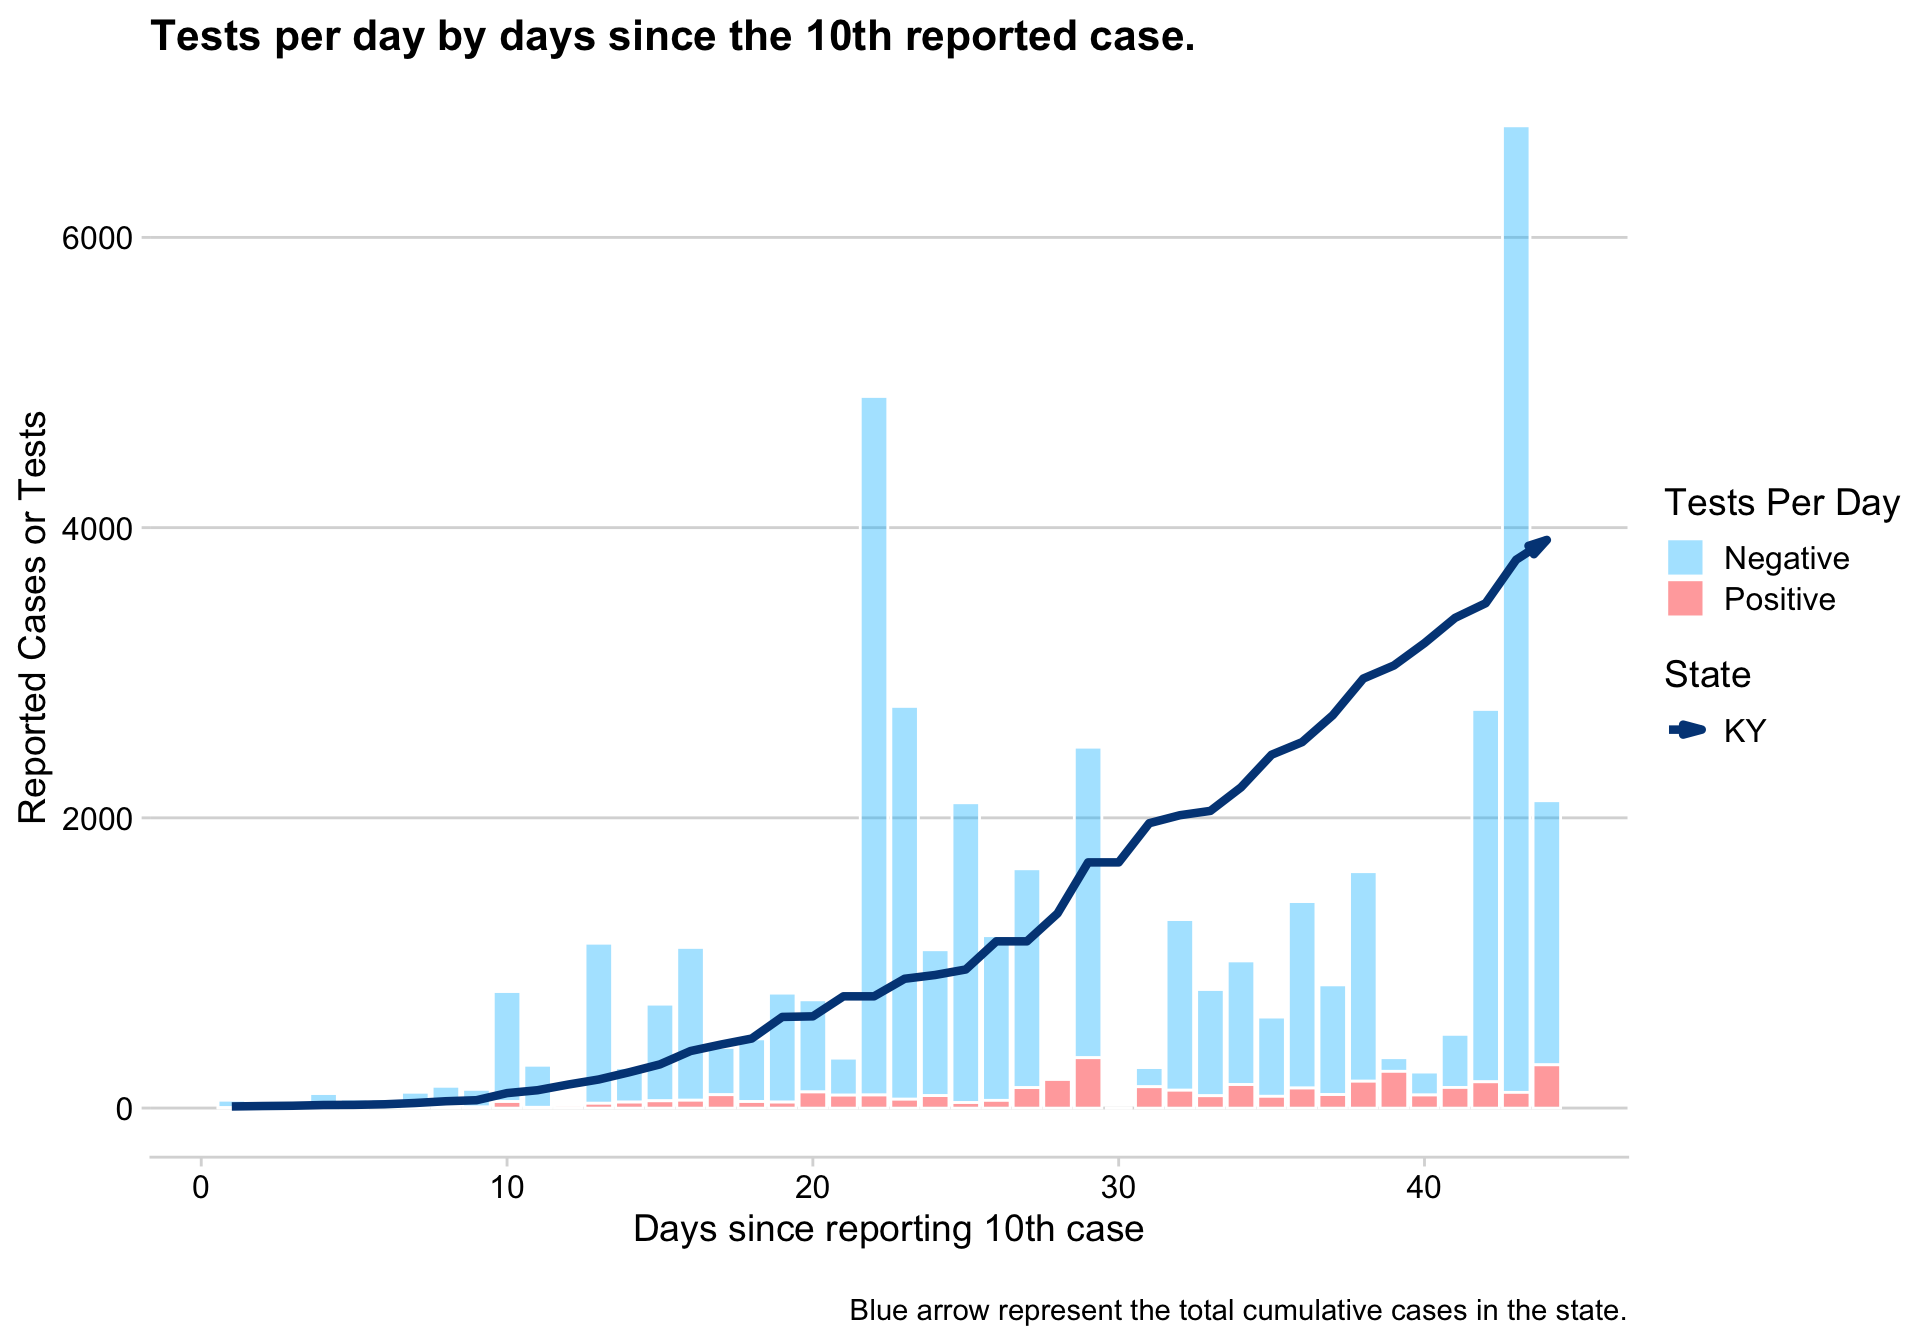 Tests per day by days since the 10th reported case.
Reported Cases or Tests
6000
4000
2000
0
0
10
20
30
40
Days since reporting 10th case
Tests Per Day
Negative
Positive
State
KY
Blue arrow represent the total cumulative cases in the state.